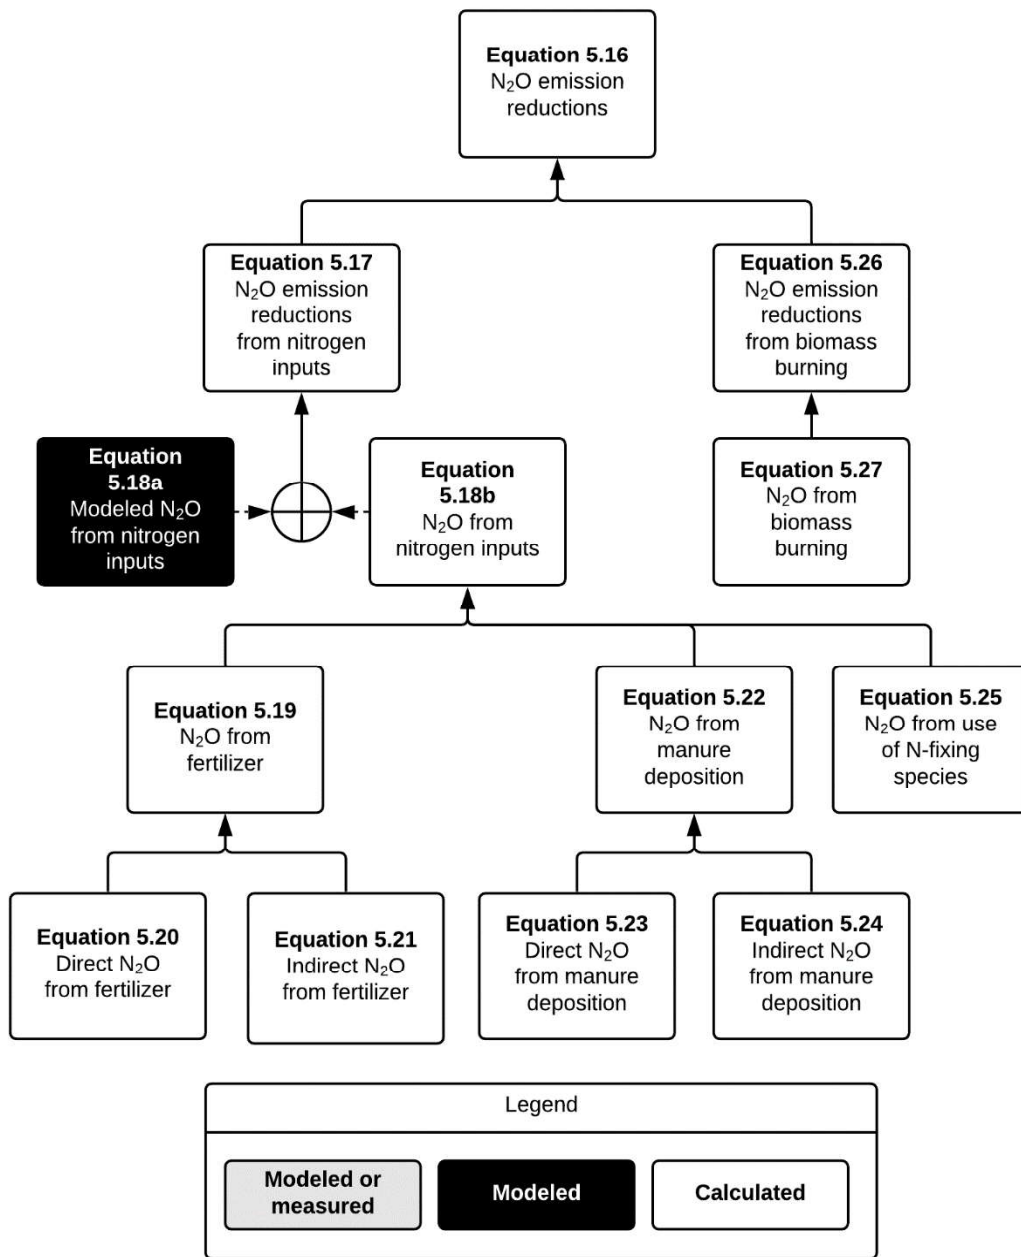 Equation 5.16
N₂O emission
reductions
Equation 5.17
N₂O emission
reductions
from nitrogen
inputs
Equation 5.26
N₂O emission
reductions
from biomass
burning
Equation
5.18a
Modeled N₂O
from nitrogen
inputs
Equation
5.18b
N₂O from
nitrogen inputs
Equation 5.27
N₂O from
biomass
burning
Equation 5.19
N₂O from
fertilizer
Equation 5.22
N₂O from
manure
deposition
Equation 5.25
N₂O from use
of N-fixing
species
Equation 5.20
Direct N₂O
from fertilizer
Equation 5.21
Indirect N₂O
from fertilizer
Equation 5.23
Direct N₂O
from manure
deposition
Equation 5.24
Indirect N₂O
from manure
deposition
Legend
Modeled or
measured
Modeled
Calculated